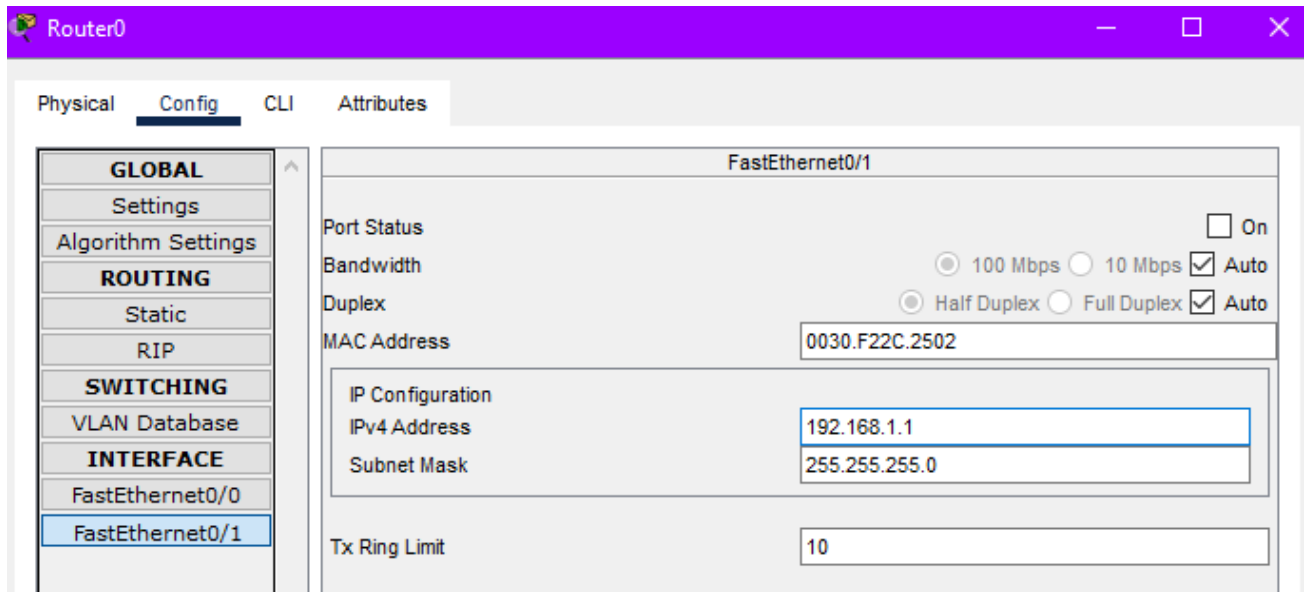 Router0
Physical Config CLI Attributes
GLOBAL
Settings
Algorithm Settings
ROUTING
Static
RIP
SWITCHING
VLAN Database
INTERFACE
FastEthernet0/0
FastEthernet0/1
FastEthernet0/1
Port Status On
Bandwidth 100 Mbps 10 Mbps Auto
Duplex Half Duplex Full Duplex Auto
MAC Address 0030.F22C.2502
IP Configuration
IPv4 Address 192.168.1.1
Subnet Mask 255.255.255.0
Tx Ring Limit 10